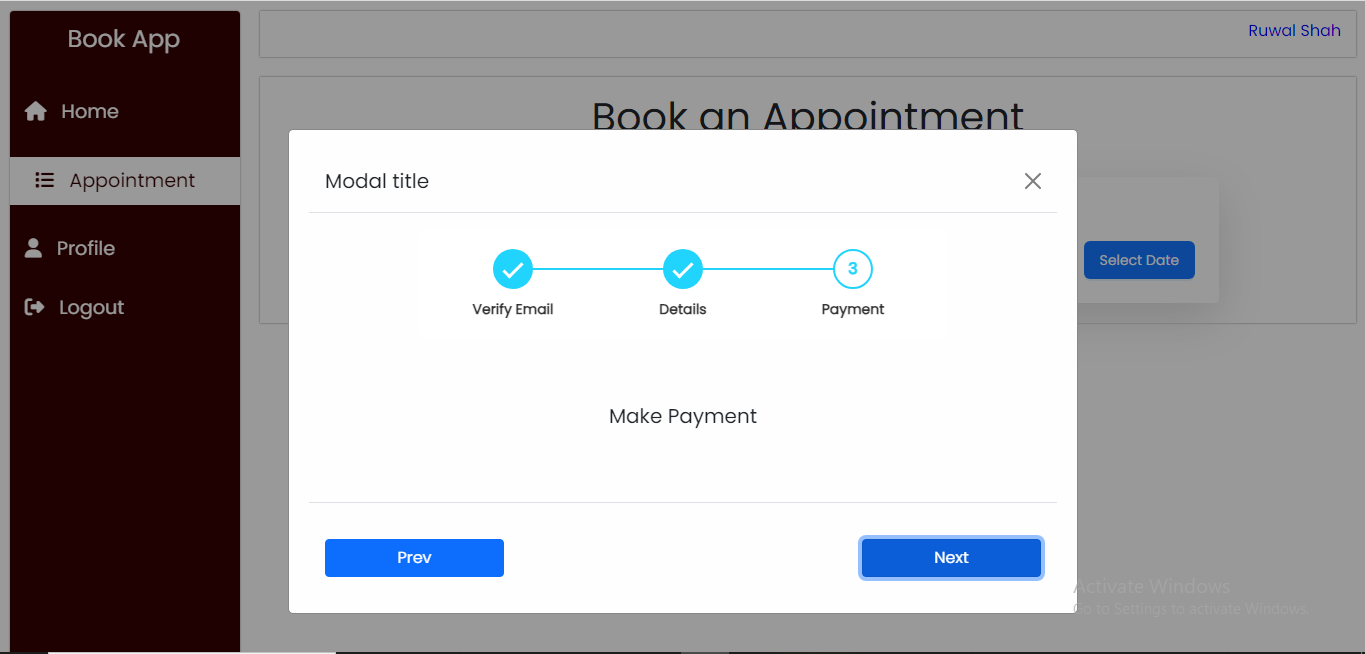 Book App
Ruwal Shah
Home
Book an Appointment
Appointment
Profile
Logout
Modal title
3
Verify Email
Details
Payment
Select Date
Make Payment
Prev
Next
Activate Windows
Go to Settings to activate Windows.